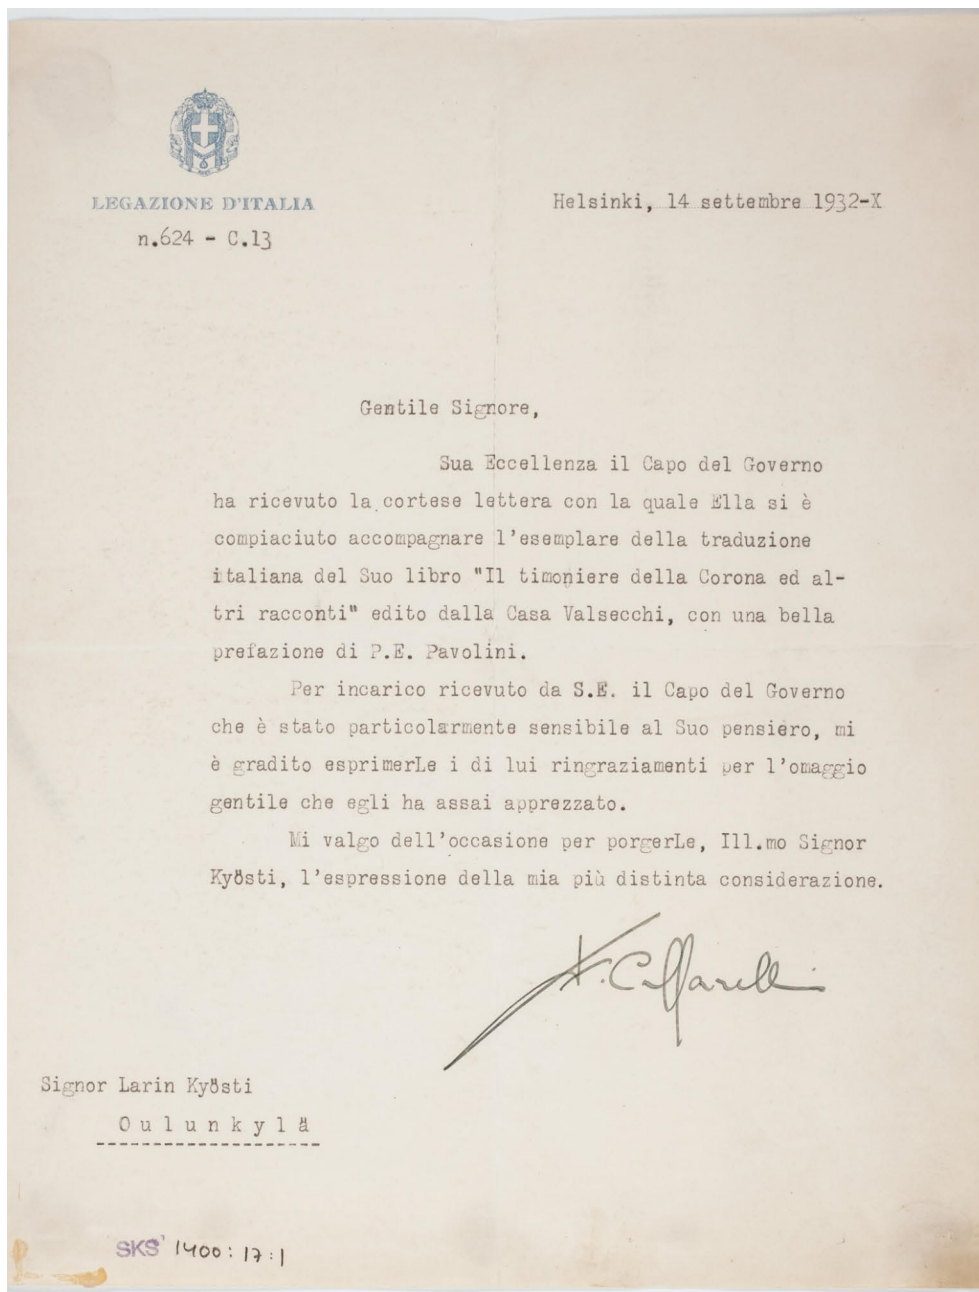 LEGAZIONE D'ITALIA
n.624 - C.13
Helsinki, 14 settembre 1932-X
Gentile Signore,
Sua Eccellenza il Capo del Governo
ha ricevuto la cortese lettera con la quale Ella si è
compiaciuto accompagnare l'esemplare della traduzione
italiana del Suo libro "Il timoniere della Corona ed al-
tri racconti" edito dalla Casa Valsecchi, con una bella
prefazione di P.E. Pavolini.
Per incarico ricevuto da S.E. il Capo del Governo
che è stato particolarmente sensibile al Suo pensiero, mi
è gradito esprimerLe i di lui ringraziamenti per l'omaggio
gentile che egli ha assai apprezzato.
Mi valgo dell'occasione per porgerLe, Ill.mo Signor
Kyösti, l'espressione della mia più distinta considerazione.
Caffarelli
Signor Larin Kyösti
Oulunkylä
SKS 1400:17:1